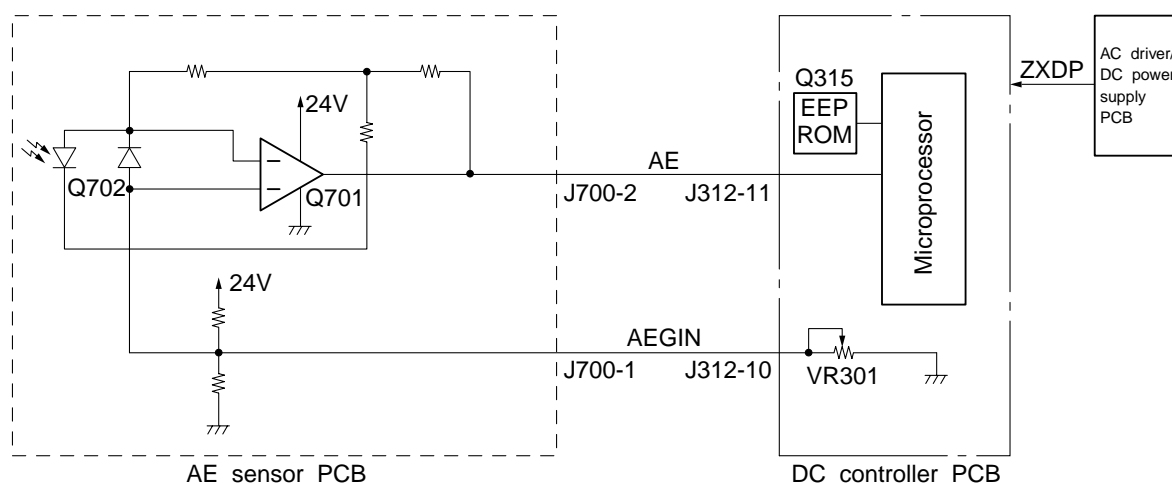 24V
Q702
Q701
24V
AE sensor PCB
AE
J700-2 J312-11
AEGIN
J700-1 J312-10
Q315
EEP
ROM
Microprocessor
VR301
DC controller PCB
ZXDP
AC driver/
DC power
supply
PCB